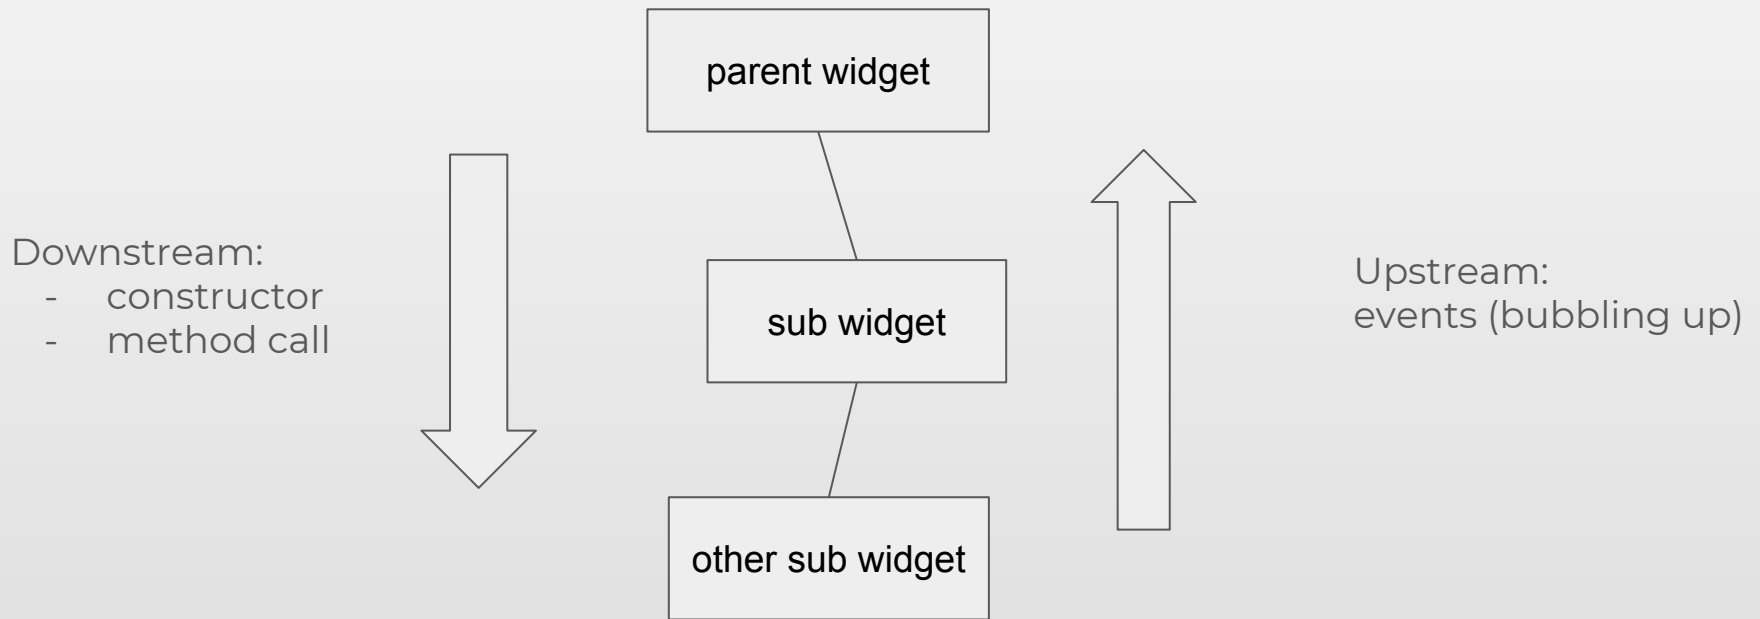 parent widget
Downstream:
- constructor
- method call
sub widget
Upstream:
events (bubbling up)
other sub widget